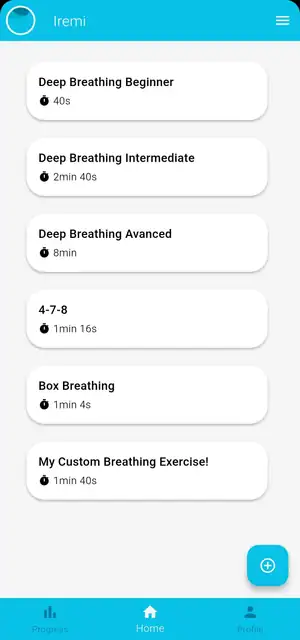 Iremi
Deep Breathing Beginner
40s
Deep Breathing Intermediate
2min 40s
Deep Breathing Avanced
8min
4-7-8
1min 16s
Box Breathing
1min 4s
My Custom Breathing Exercise!
1min 40s
Progress
Home
Profile